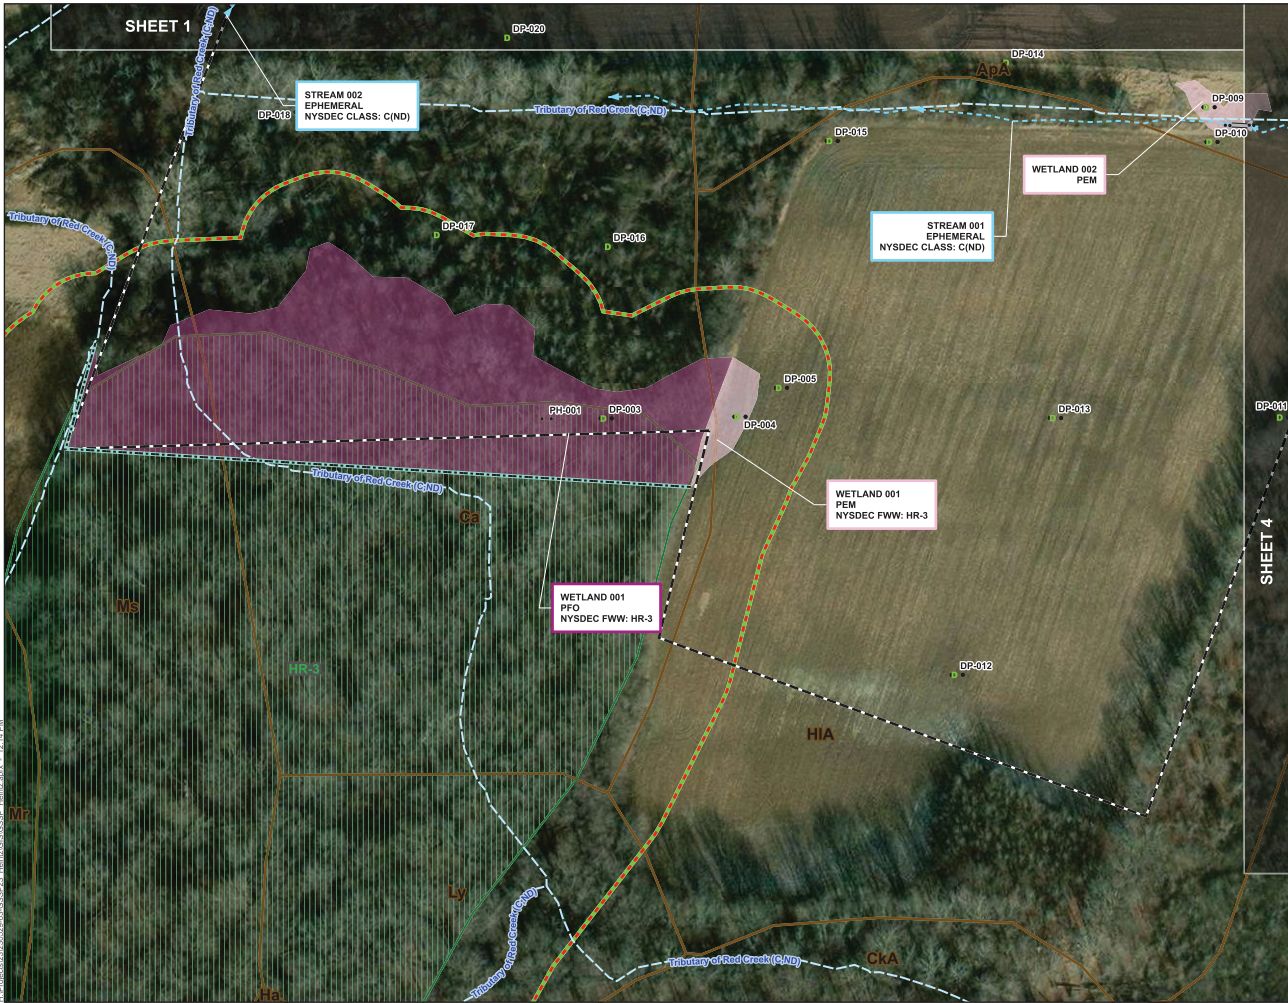 SHEET 1
DP-020
DP-014
ApA
Tributary of Red Creek (C;ND)
STREAM 002
EPHEMERAL
NYSDEC CLASS: C(ND)
DP-018
Tributary of Red Creek (C;ND)
DP-009
DP-010
DP-015
WETLAND 002
PEM
STREAM 001
EPHEMERAL
NYSDEC CLASS: C(ND)
Tributary of Red Creek (C;ND)
DP-017
DP-016
DP-005
DP-004
PH-001
DP-003
DP-013
DP-011
Tributary of Red Creek (C;ND)
WETLAND 001
PEM
NYSDEC FWW: HR-3
Ca
SHEET 4
WETLAND 001
PFO
NYSDEC FWW: HR-3
Ms
HR-3
DP-012
HIA
Mr
Ly
Tributary of Red Creek (C;ND)
Tributary of Red Creek (C;ND)
CkA
Ha